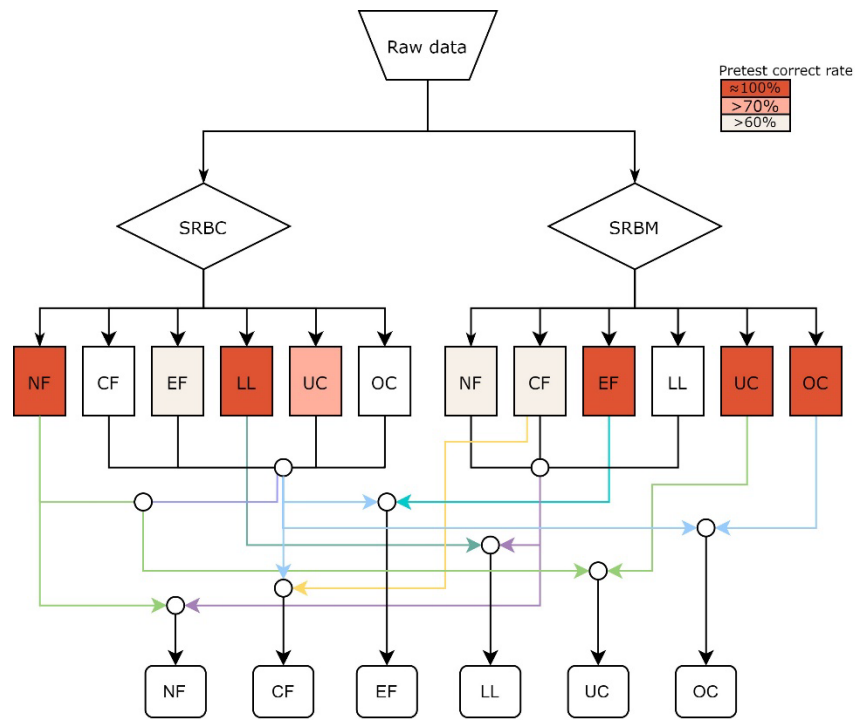 Raw data
Pretest correct rate
≈100%
>70%
>60%
SRBC
SRBM
NF
CF
EF
LL
UC
OC
NF
CF
EF
LL
UC
OC
NF
CF
EF
LL
UC
OC